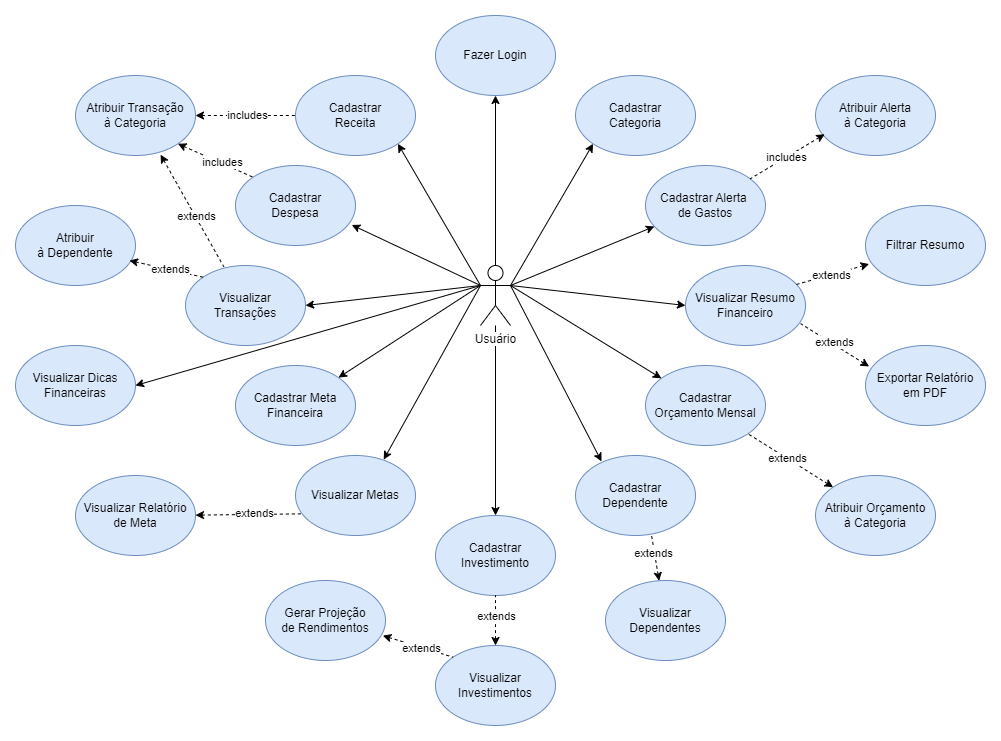 Fazer Login
Atribuir Transação
à Categoria
includes
Cadastrar
Receita
Cadastrar
Categoria
Atribuir Alerta
à Categoria
includes
includes
Cadastrar
Despesa
Cadastrar Alerta
de Gastos
extends
Atribuir
à Dependente
extends
Filtrar Resumo
extends
Visualizar
Transações
Visualizar Resumo
Financeiro
Usuário
extends
Visualizar Dicas
Financeiras
Cadastrar Meta
Financeira
Cadastrar
Orçamento Mensal
Exportar Relatório
em PDF
extends
Visualizar Metas
Cadastrar
Dependente
Visualizar Relatório
de Meta
extends
Atribuir Orçamento
à Categoria
Cadastrar
Investimento
extends
extends
Gerar Projeção
de Rendimentos
Visualizar
Dependentes
extends
Visualizar
Investimentos